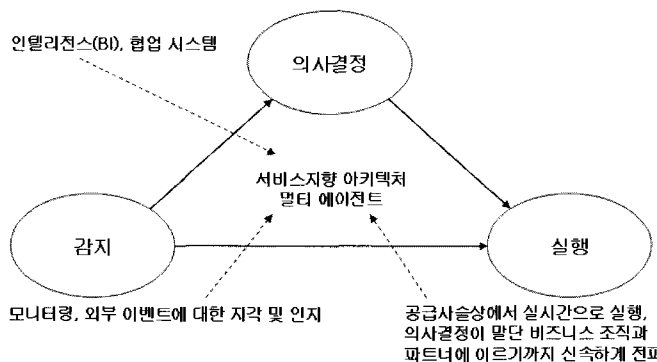 인텔리전스(BI), 협업 시스템
의사결정
서비스지향 아키텍처
멀티 에이전트
감지
실행
모니터링, 외부 이벤트에 대한 지각 및 인지
공급사슬상에서 실시간으로 실행,
의사결정이 말단 비즈니스 조직과
파트너에 이르기까지 신속하게 전파